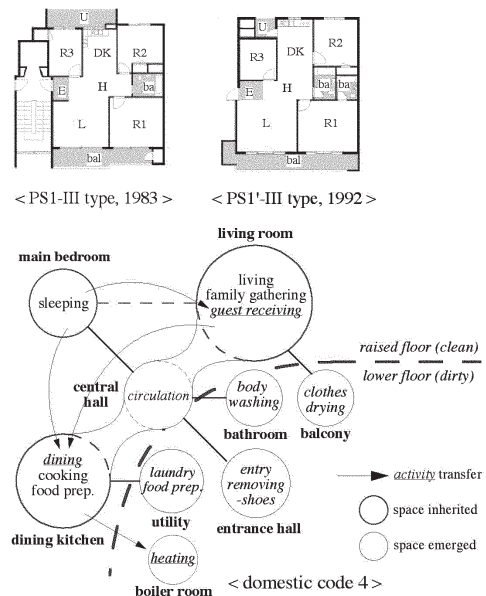 U
R3
DK
R2
E
H
ba
L
R1
bal
< PS1-III type, 1983 >
U
DK
R3
R2
E
H
ba
ba
L
R1
bal
< PS1'-III type, 1992 >
living room
main bedroom
living
family gathering
guest receiving
sleeping
raised floor (clean)
lower floor (dirty)
central
hall
circulation
body
washing
clothes
drying
bathroom
balcony
dining
cooking
food prep.
laundry
food prep.
entry
removing
-shoes
activity transfer
utility
entrance hall
space inherited
dining kitchen
heating
space emerged
boiler room
< domestic code 4 >